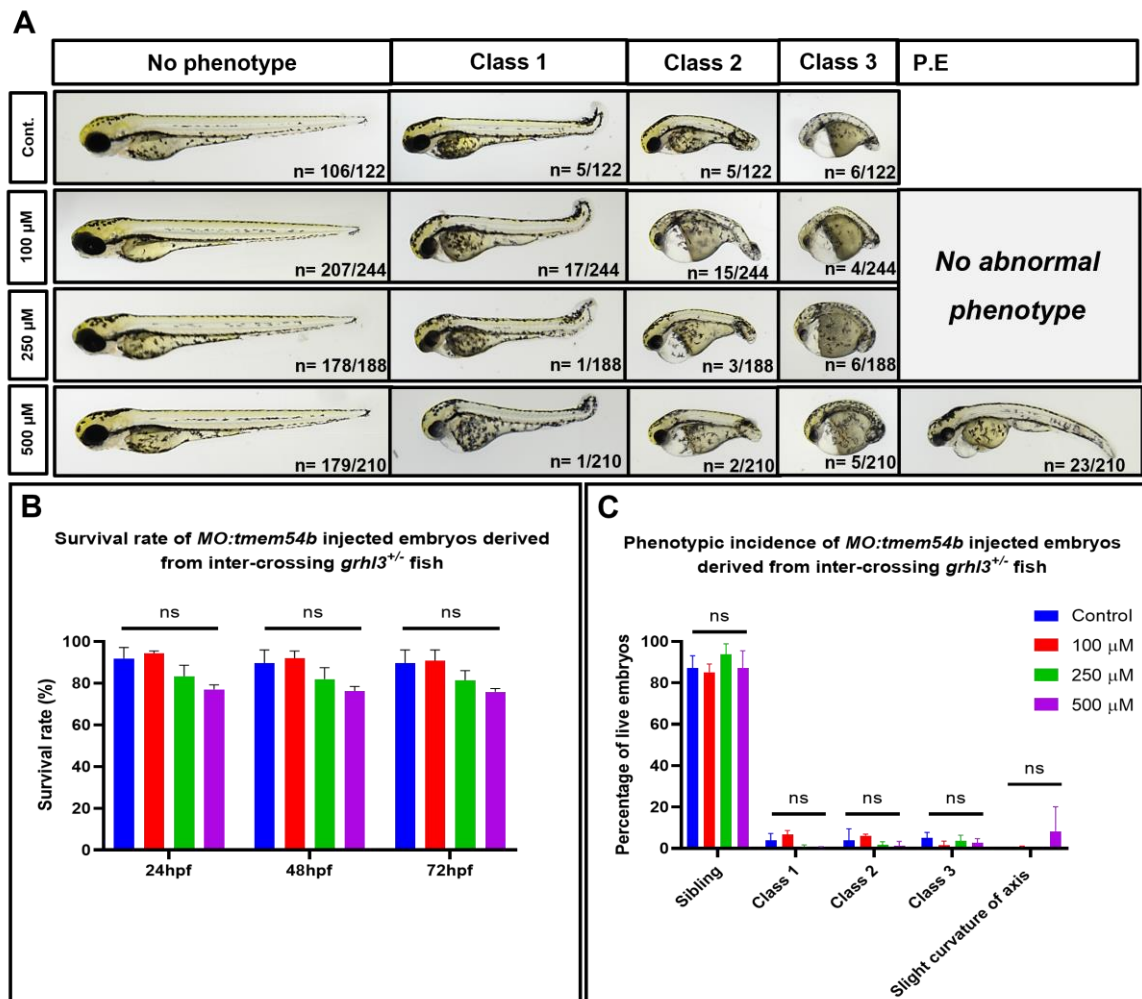 A
No phenotype
Class 1
Class 2
Class 3
P.E
Cont.
n= 106/122
n= 5/122
n= 5/122
n= 6/122
100 µM
n= 207/244
n= 17/244
n= 15/244
n= 4/244
No abnormal
phenotype
250 µM
n= 178/188
n= 1/188
n= 3/188
n= 6/188
500 µM
n= 179/210
n= 1/210
n= 2/210
n= 5/210
n= 23/210
B
Survival rate of MO:tmem54b injected embryos derived
from inter-crossing grhl3+/- fish
ns
ns
ns
100
80
60
40
20
0
Survival rate (%)
24hpf
48hpf
72hpf
C
Phenotypic incidence of MO:tmem54b injected embryos
derived from inter-crossing grhl3+/- fish
ns
ns
ns
ns
ns
Control
100 µM
250 µM
500 µM
100
80
60
40
20
0
Percentage of live embryos
Sibling
Class 1
Class 2
Class 3
Slight curvature of axis